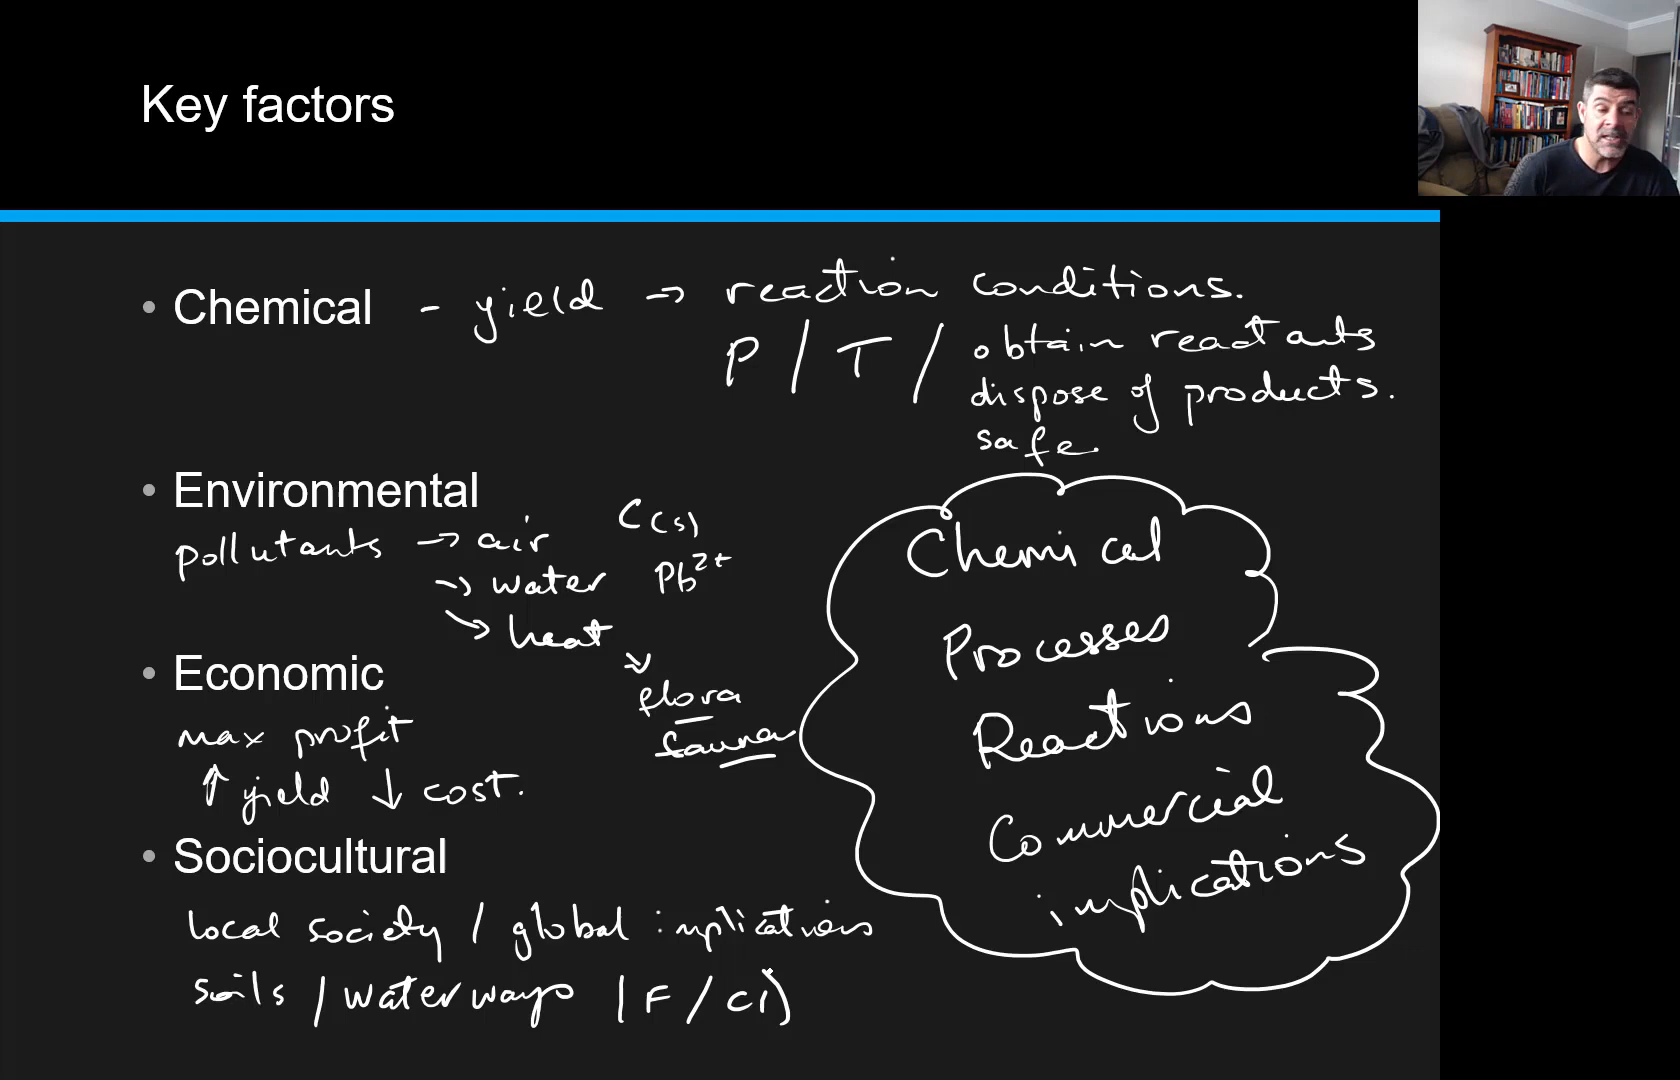 Key factors
• Chemical - yield → reaction conditions.
P / T / obtain reactants
dispose of products.
safe.
• Environmental
pollutants → air C(s)
→ water Pb2+
→ heat
↓ flora
fauna
• Economic
max profit
↑ yield ↓ cost.
• Sociocultural
local society / global implications
soils / waterways (F / Cl)
Chemical
Processes
Reactions
Commercial
implications